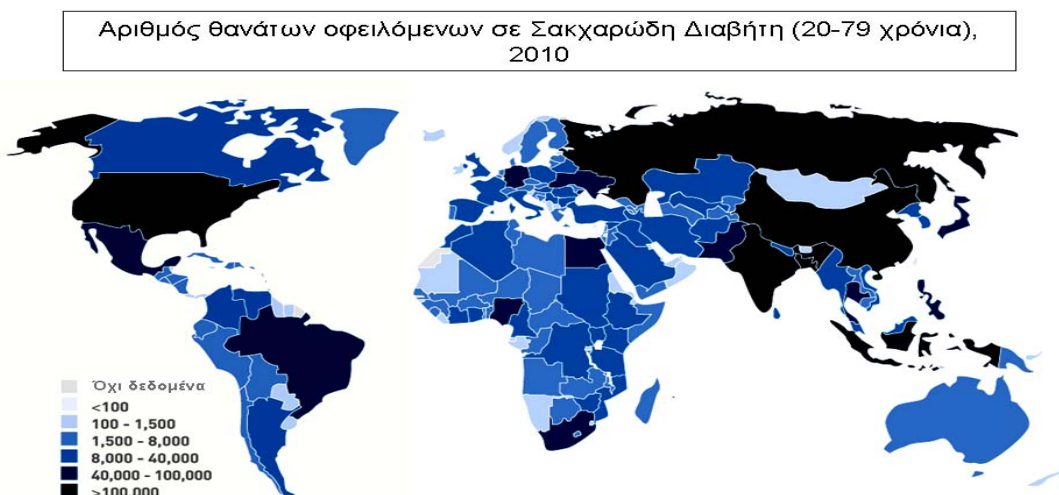 Αριθμός θανάτων οφειλόμενων σε Σακχαρώδη Διαβήτη (20-79 χρόνια),
2010
Όχι δεδομένα
<100
100 - 1,500
1,500 - 8,000
8,000 - 40,000
40,000 - 100,000
>100,000